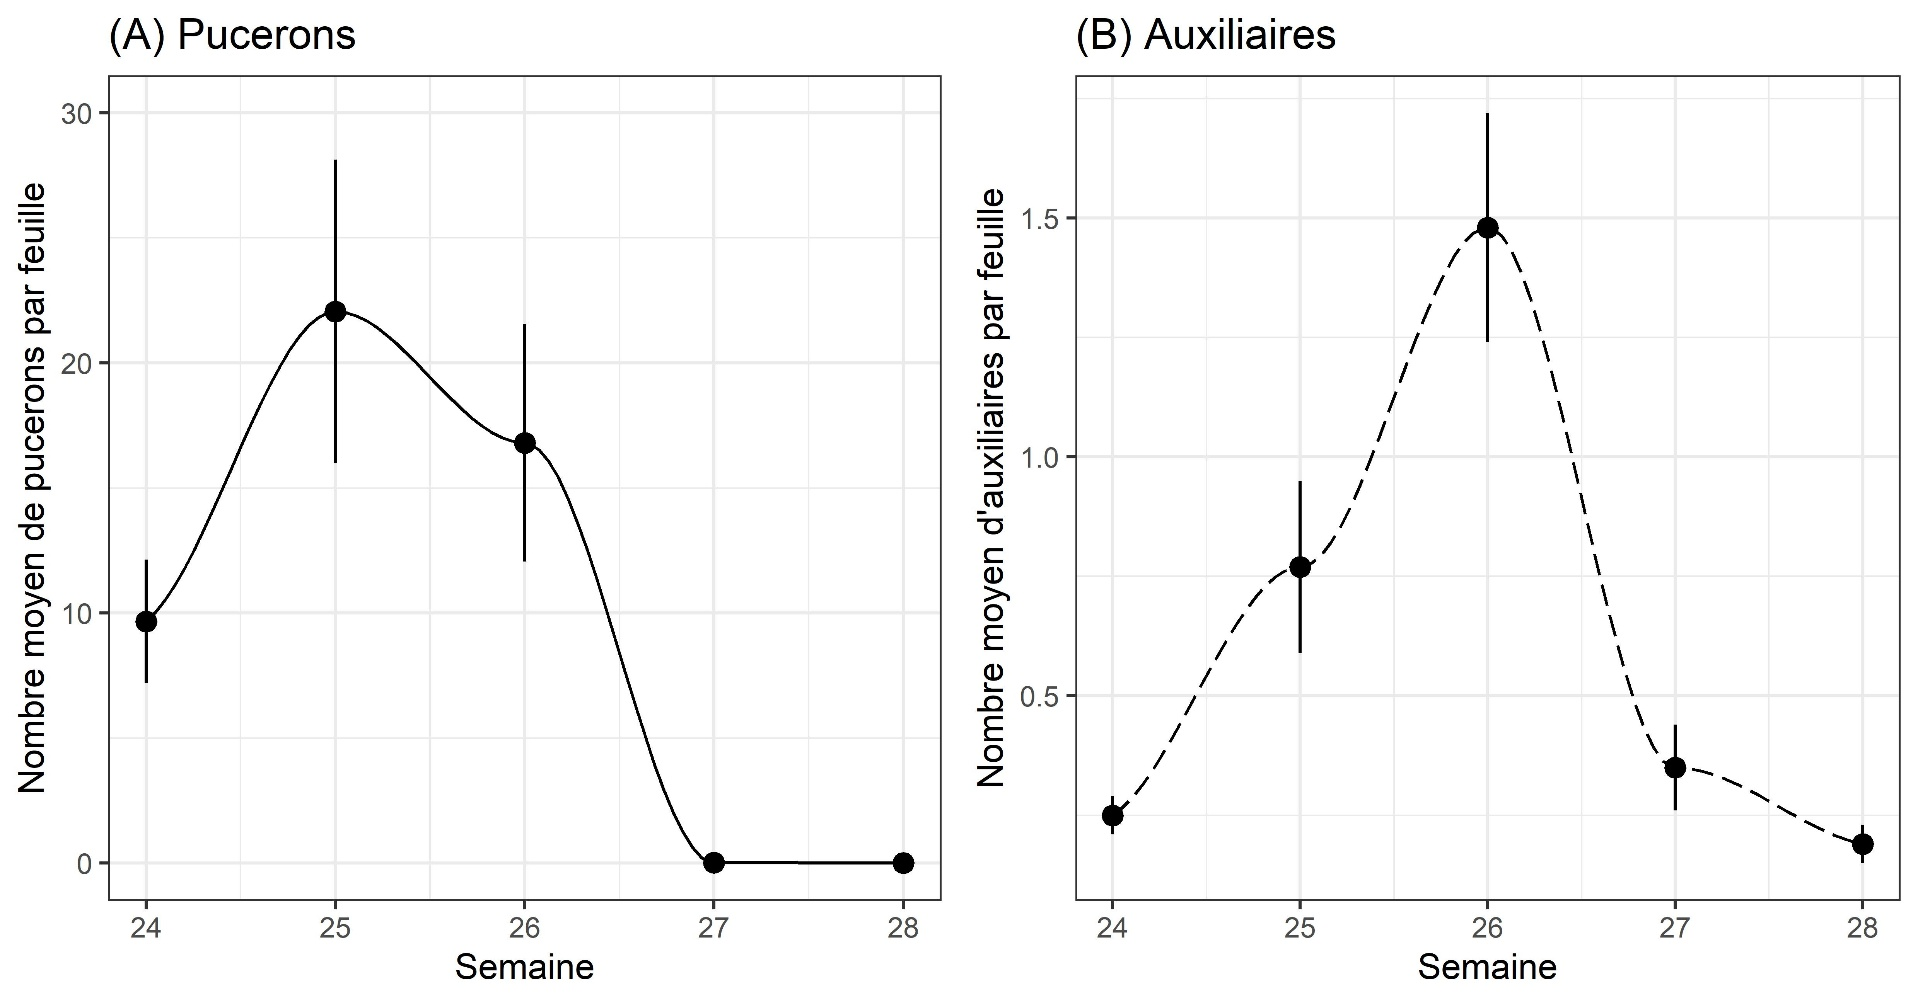 (A) Pucerons
Nombre moyen de pucerons par feuille
30
20
10
0
24 25 26 27 28
Semaine
(B) Auxiliaires
Nombre moyen d'auxiliaires par feuille
1.5
1.0
0.5
24 25 26 27 28
Semaine